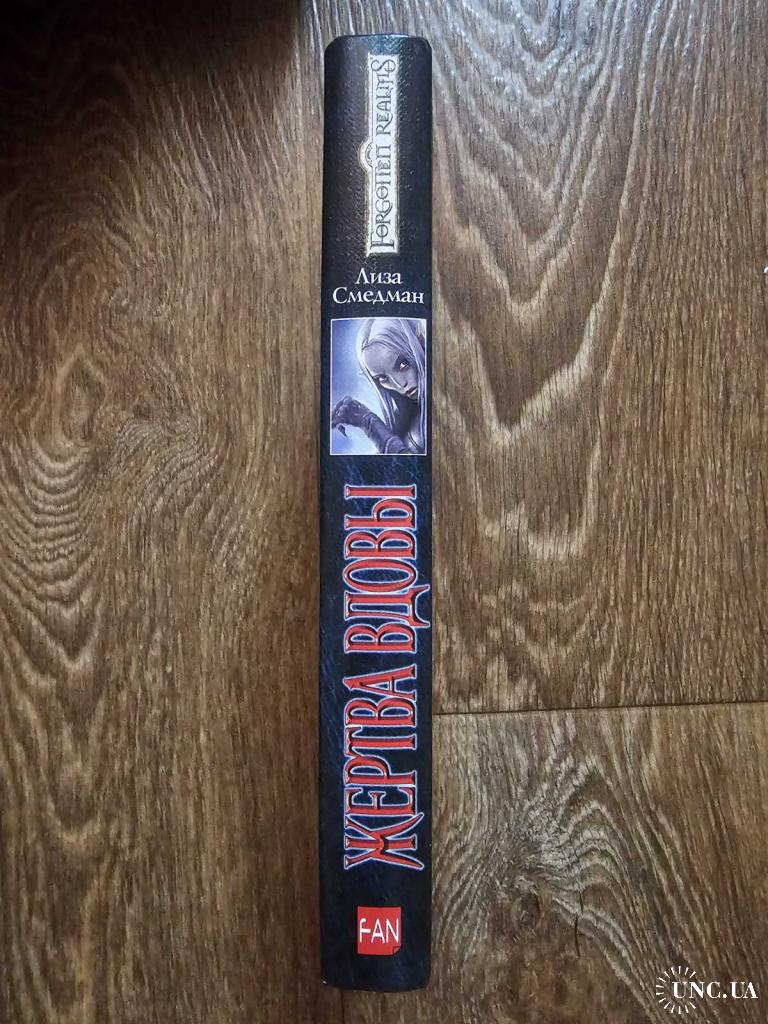 FORGOTTEN REALMS
Лиза
Смедман
ЖЕРТВА ВДОВЫ
FAN
UNC.UA